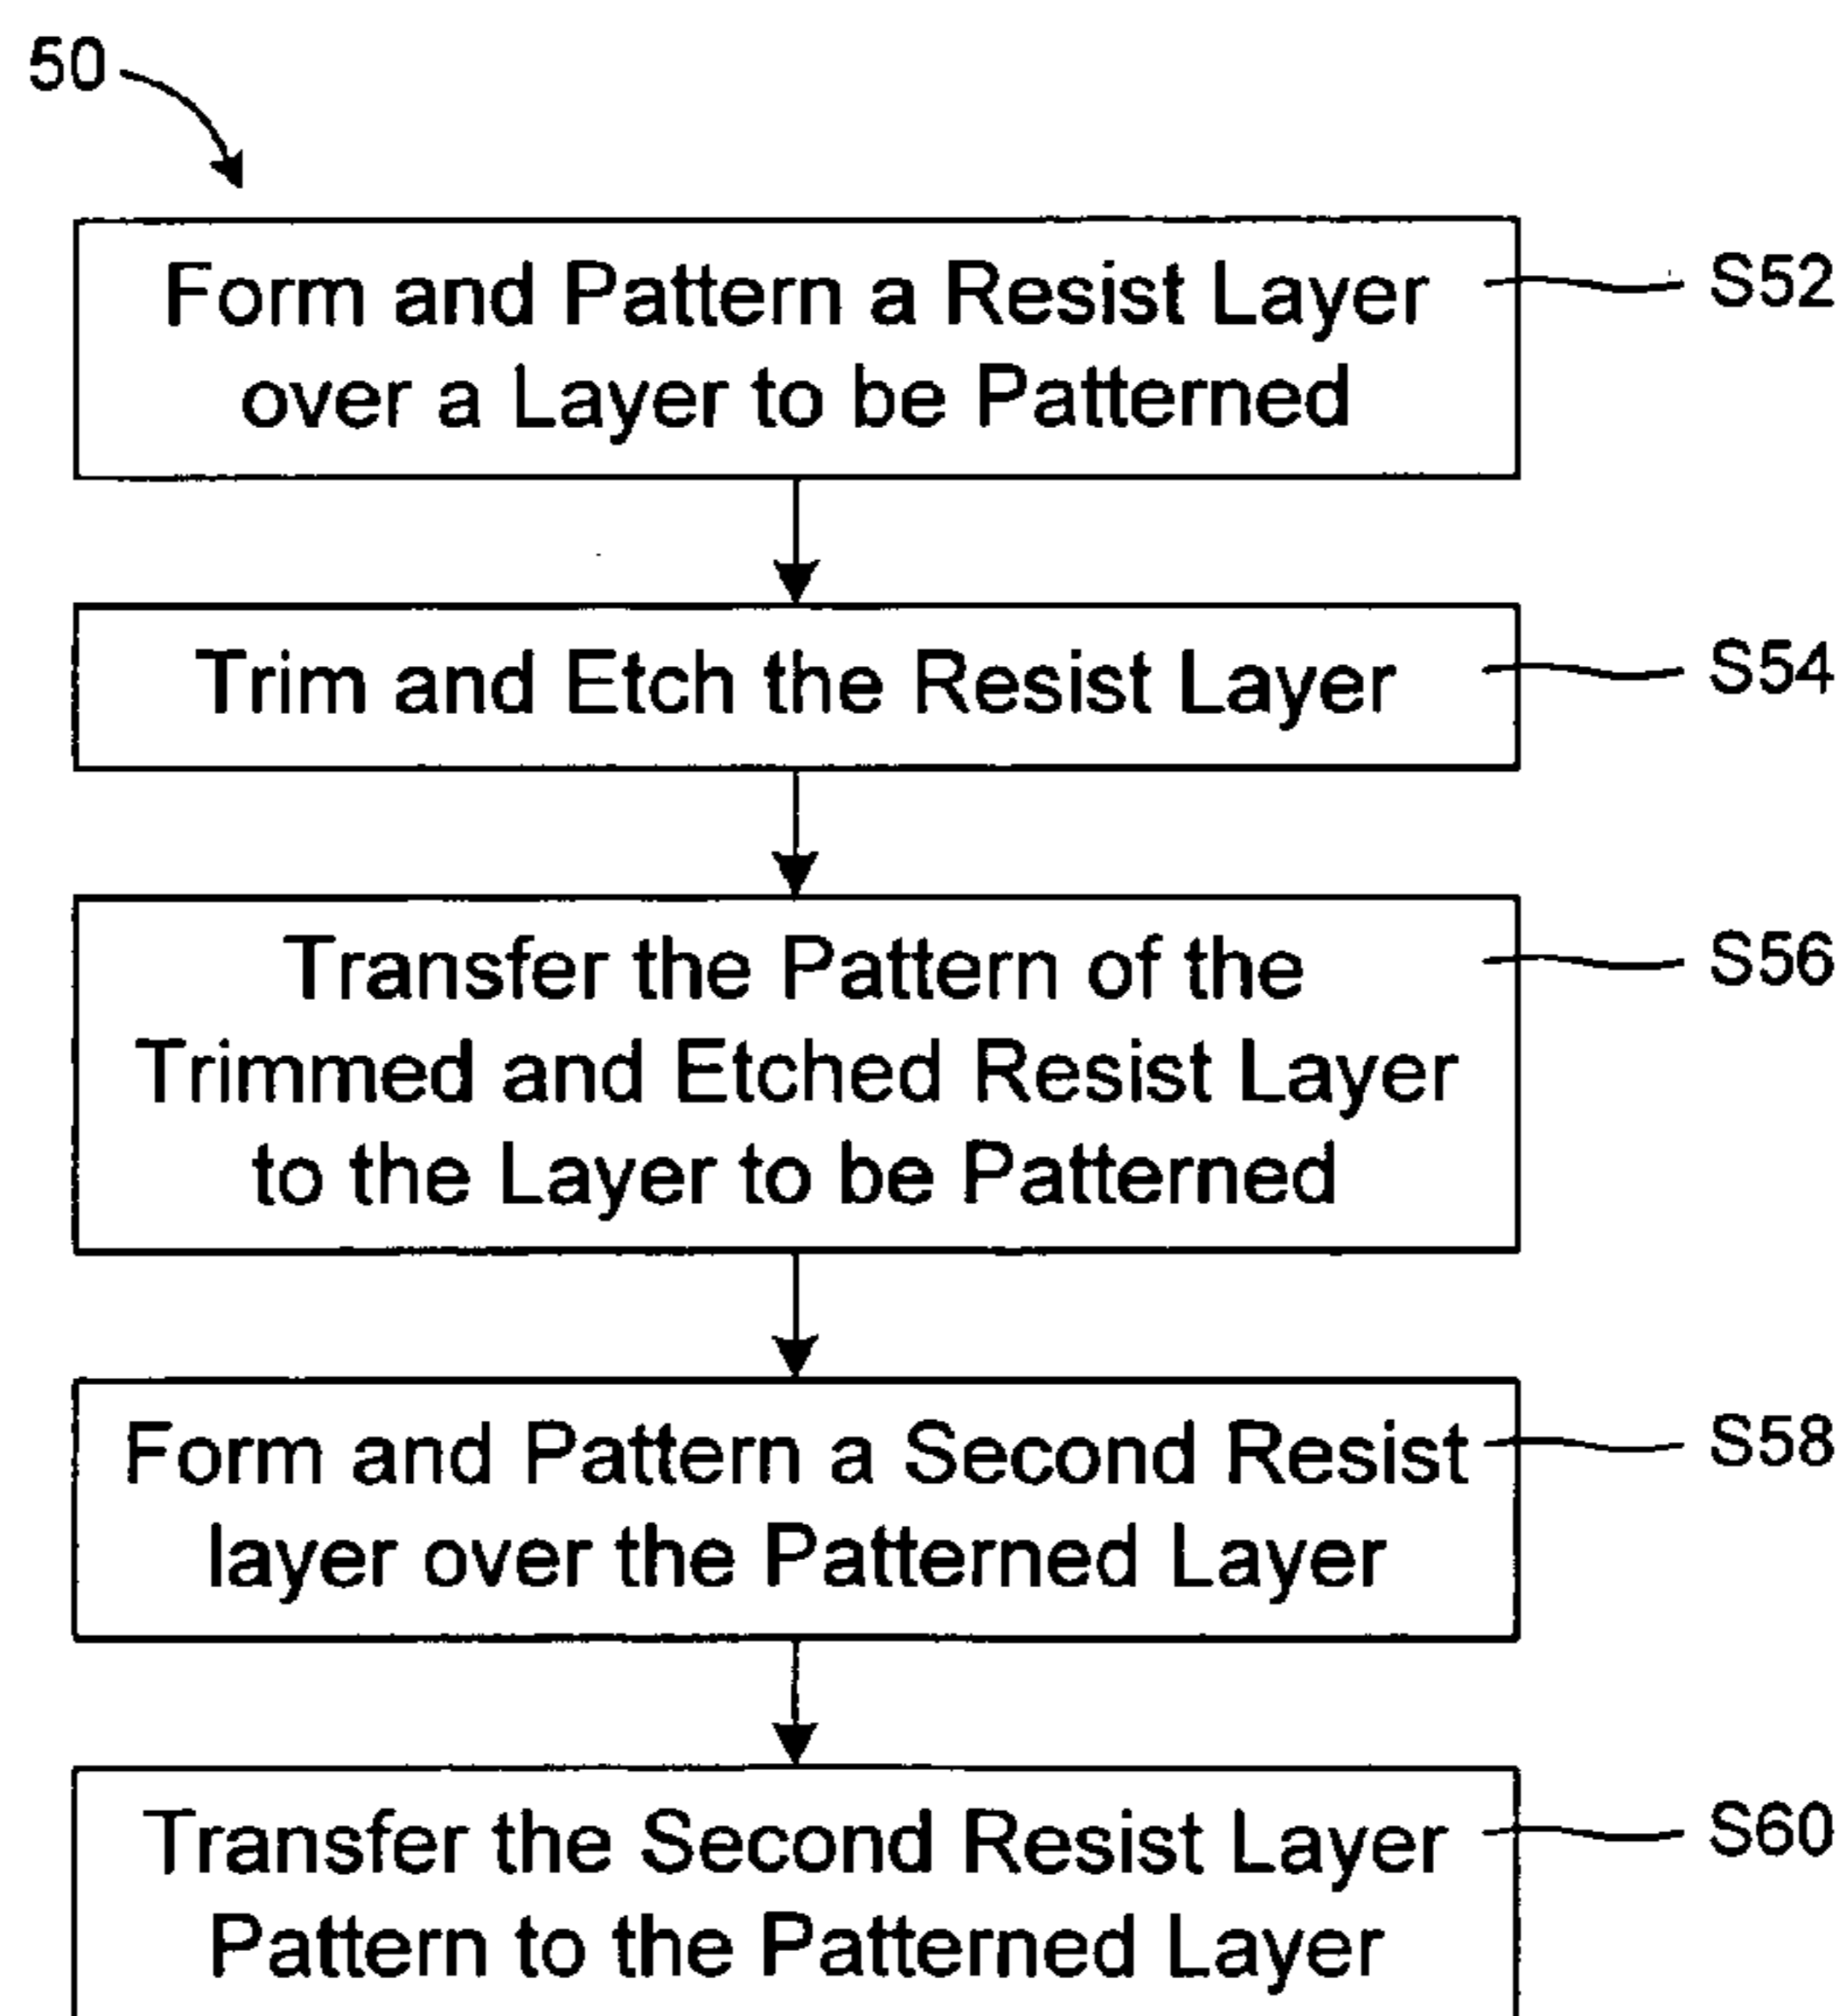 50
Form and Pattern a Resist Layer
over a Layer to be Patterned
S52
Trim and Etch the Resist Layer
S54
Transfer the Pattern of the
Trimmed and Etched Resist Layer
to the Layer to be Patterned
S56
Form and Pattern a Second Resist
layer over the Patterned Layer
S58
Transfer the Second Resist Layer
Pattern to the Patterned Layer
S60